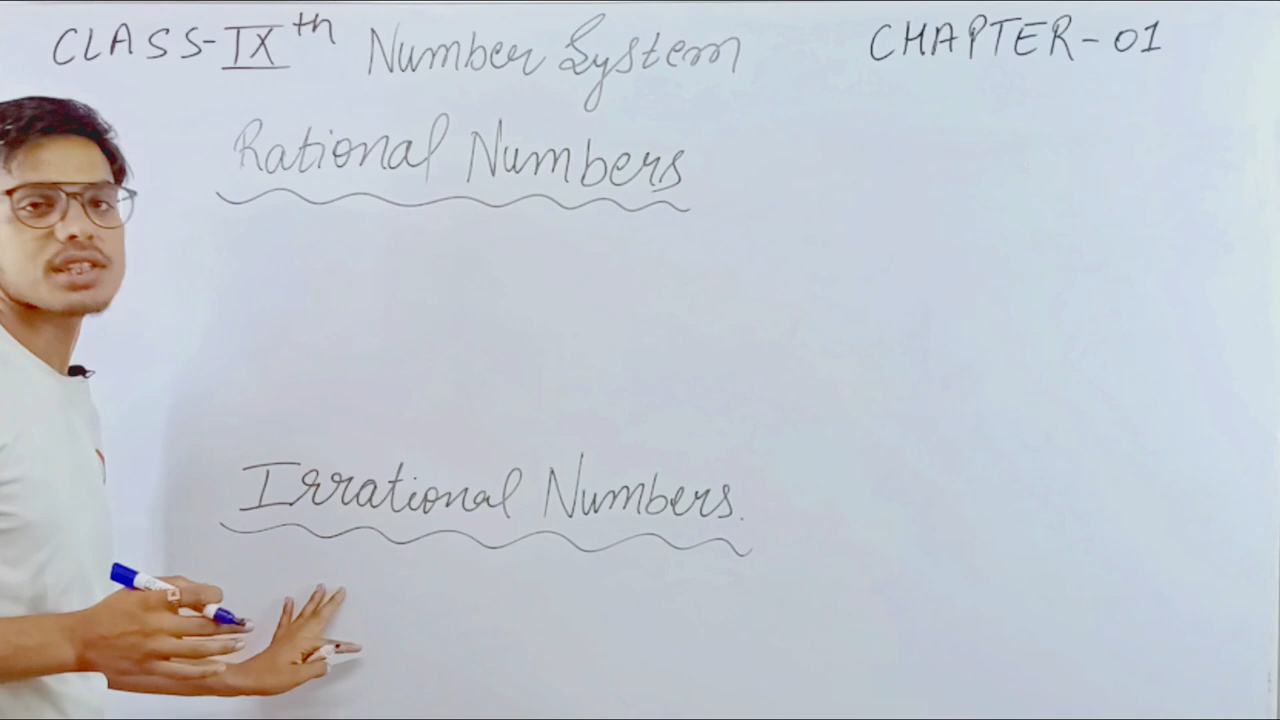 CLASS-IXth Number System CHAPTER-01
Rational Numbers
Irrational Numbers.